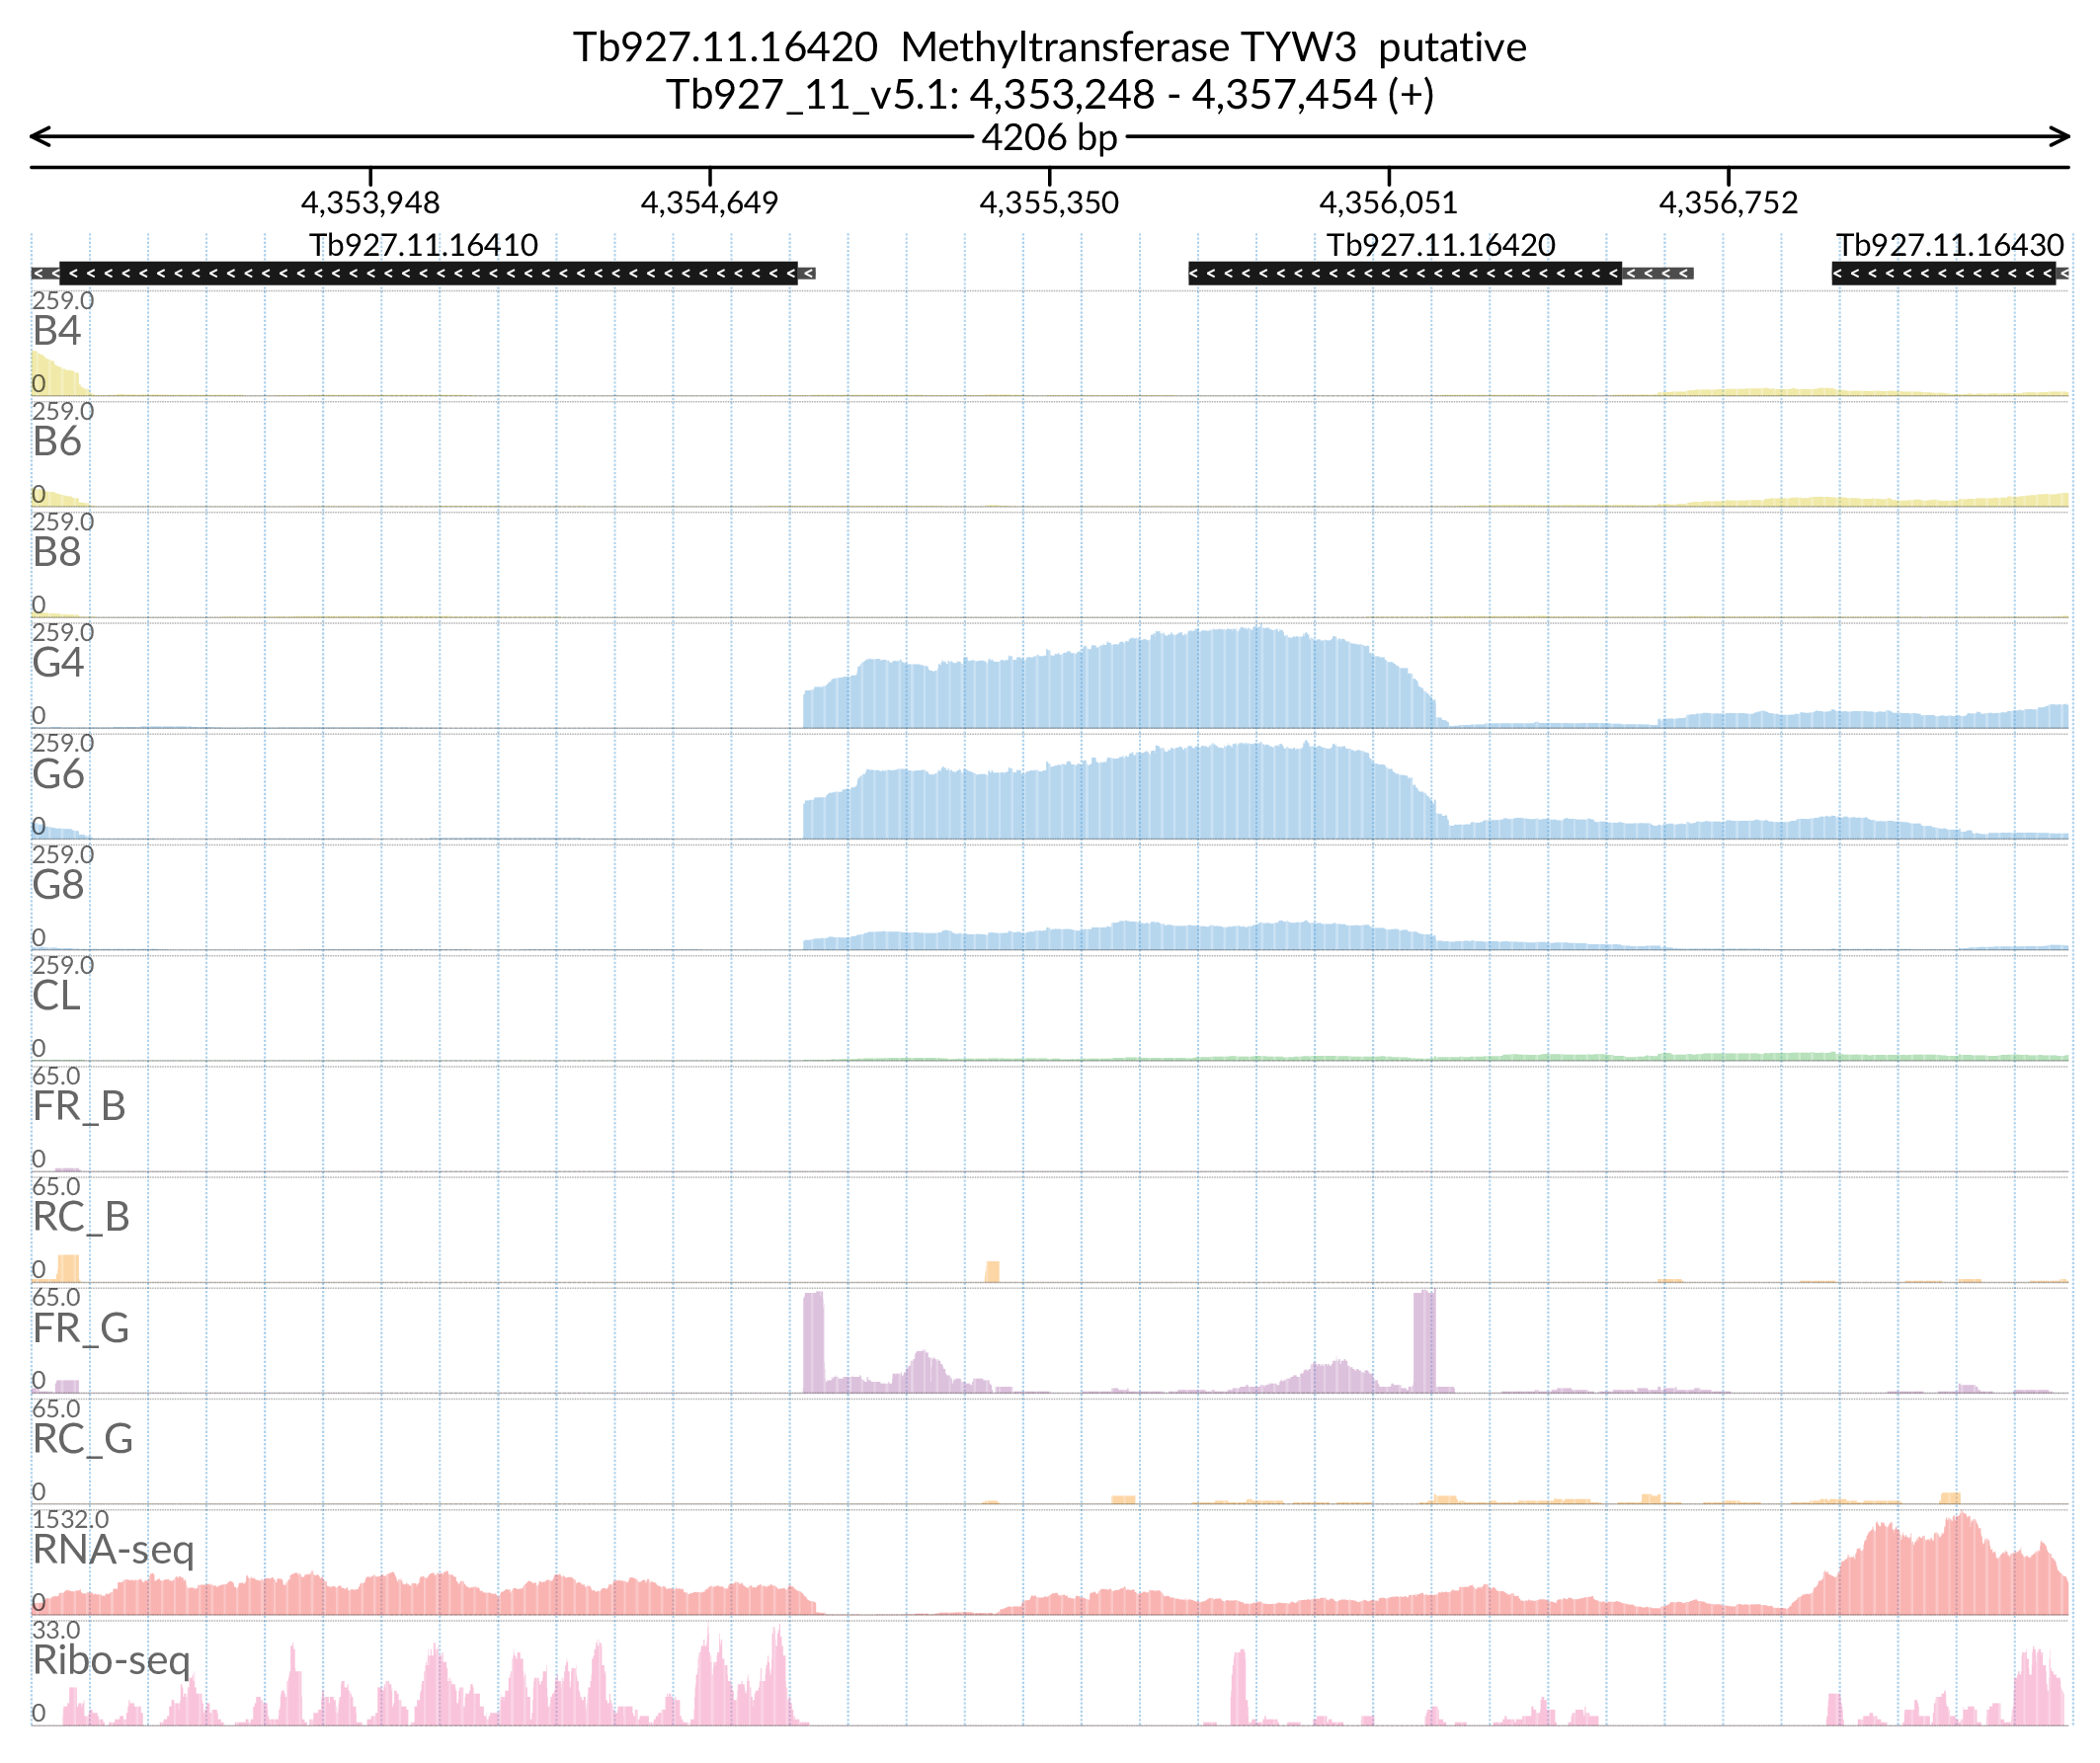 Tb927.11.16420 Methyltransferase TYW3 putative
Tb927_11_v5.1: 4,353,248 - 4,357,454 (+)
4206 bp
4,353,948 4,354,649 4,355,350 4,356,051 4,356,752
Tb927.11.16410 Tb927.11.16420 Tb927.11.16430
259.0
B4
0
259.0
B6
0
259.0
B8
0
259.0
G4
0
259.0
G6
0
259.0
G8
0
259.0
CL
0
65.0
FR_B
0
65.0
RC_B
0
65.0
FR_G
0
65.0
RC_G
0
1532.0
RNA-seq
0
33.0
Ribo-seq
0